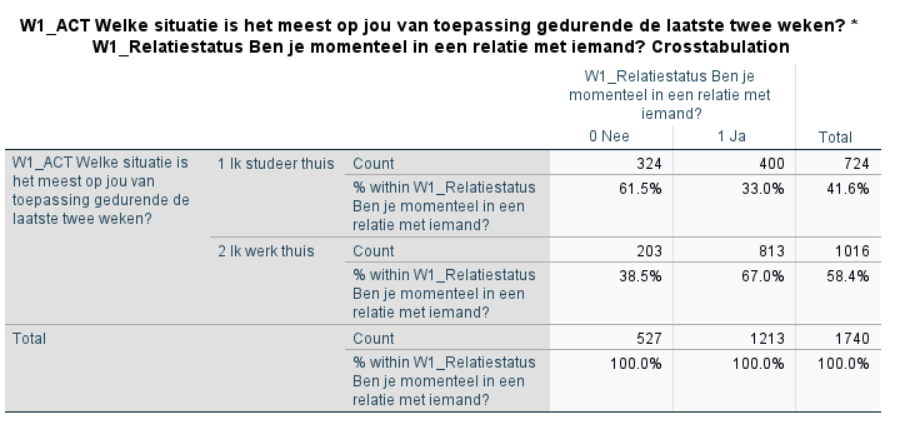 W1_ACT Welke situatie is het meest op jou van toepassing gedurende de laatste twee weken? *
W1_Relatiestatus Ben je momenteel in een relatie met iemand? Crosstabulation
W1_Relatiestatus Ben je
momenteel in een relatie met
iemand?
0 Nee 1 Ja Total
W1_ACT Welke situatie is
het meest op jou van
toepassing gedurende de
laatste twee weken?
1 Ik studeer thuis Count 324 400 724
% within W1_Relatiestatus 61.5% 33.0% 41.6%
Ben je momenteel in een
relatie met iemand?
2 Ik werk thuis Count 203 813 1016
% within W1_Relatiestatus 38.5% 67.0% 58.4%
Ben je momenteel in een
relatie met iemand?
Total Count 527 1213 1740
% within W1_Relatiestatus 100.0% 100.0% 100.0%
Ben je momenteel in een
relatie met iemand?